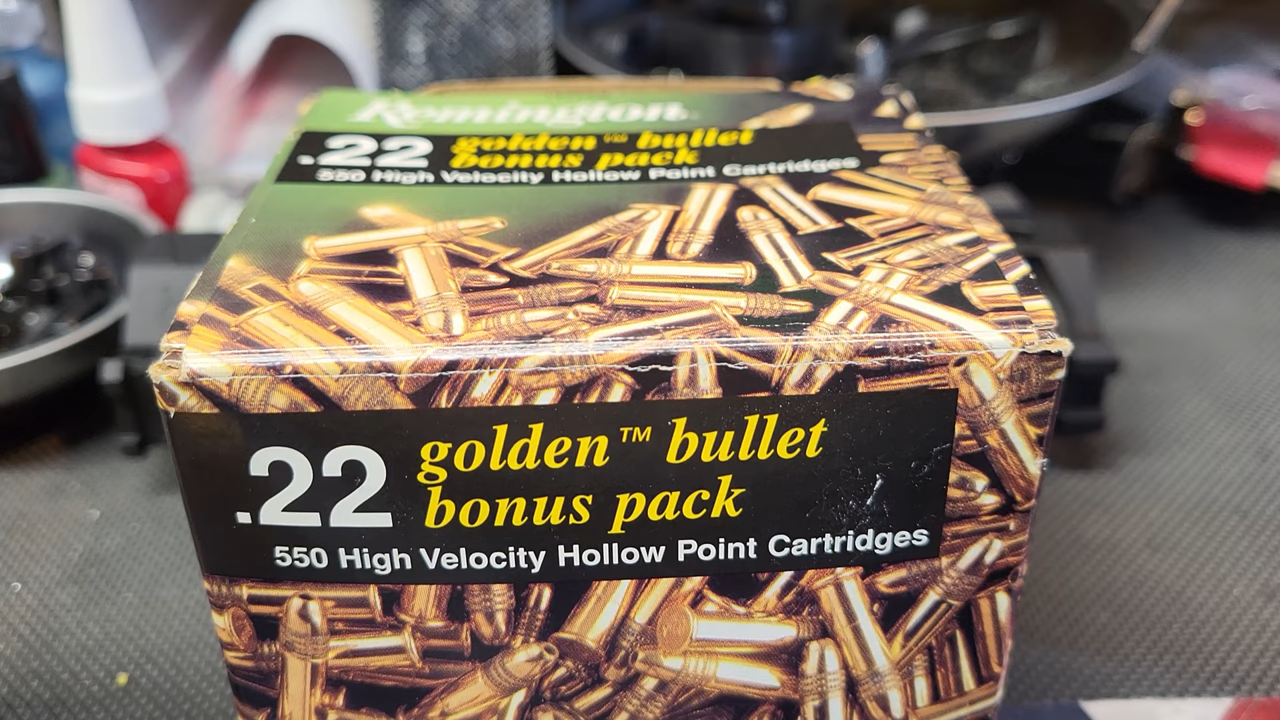 Remington
.22 golden™ bullet
bonus pack
550 High Velocity Hollow Point Cartridges
.22 golden™ bullet
bonus pack
550 High Velocity Hollow Point Cartridges